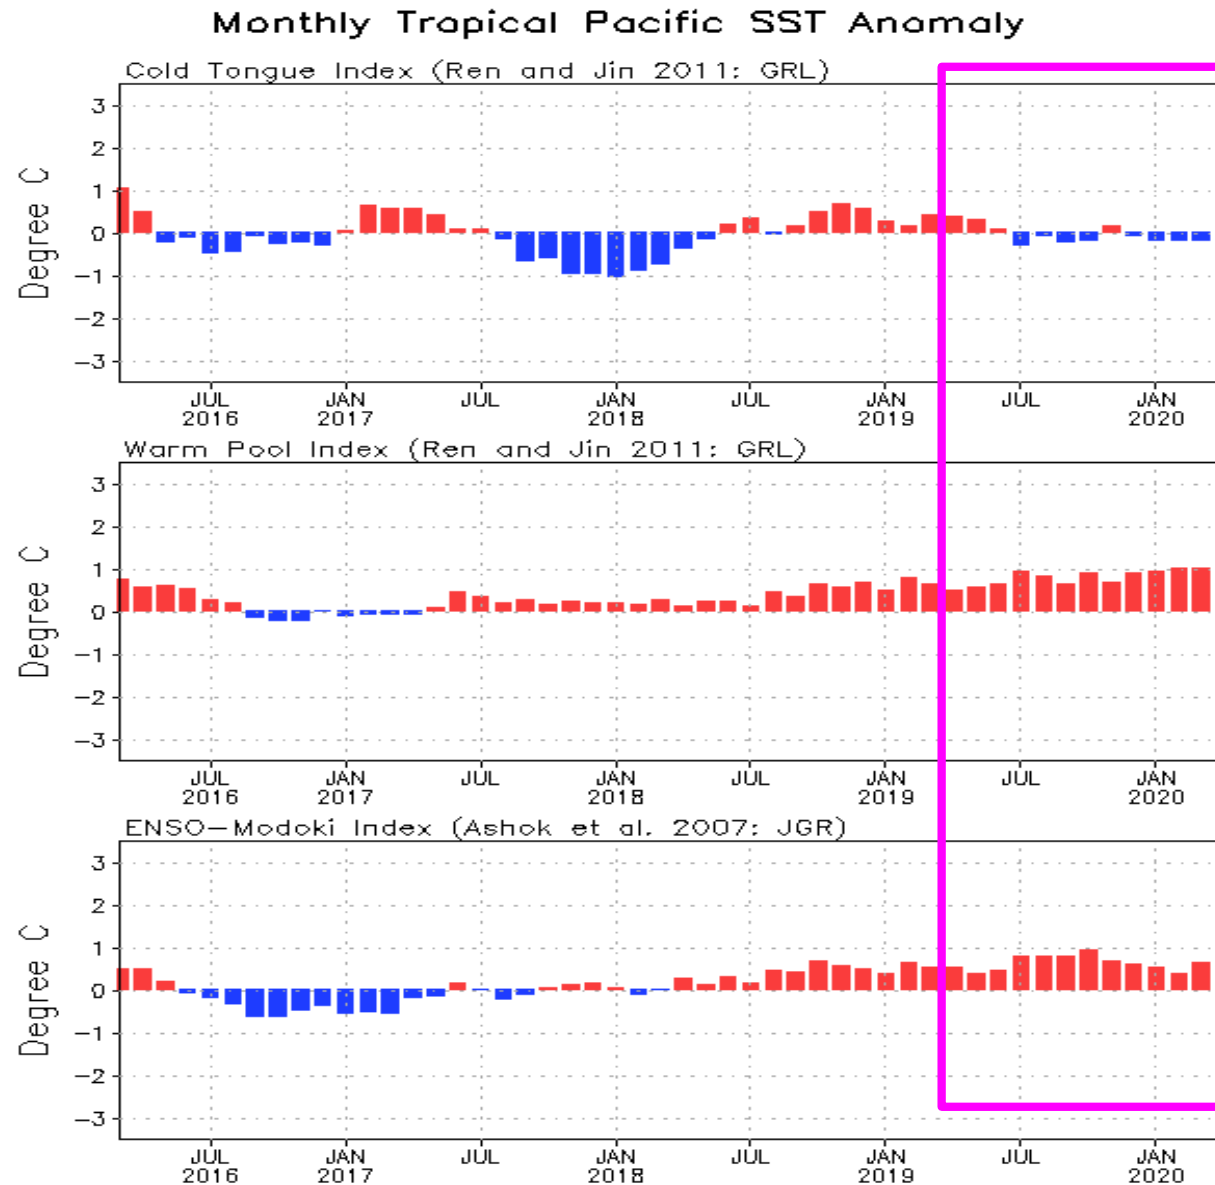 Monthly Tropical Pacific SST Anomaly
Cold Tongue Index (Ren and Jin 2011: GRL)
Degree C
3
2
1
0
−1
−2
−3
JUL JAN JUL JAN JUL JAN JUL JAN
2016 2017 2018 2019 2020
Warm Pool Index (Ren and Jin 2011: GRL)
Degree C
3
2
1
0
−1
−2
−3
JUL JAN JUL JAN JUL JAN JUL JAN
2016 2017 2018 2019 2020
ENSO−Modoki Index (Ashok et al. 2007: JGR)
Degree C
3
2
1
0
−1
−2
−3
JUL JAN JUL JAN JUL JAN JUL JAN
2016 2017 2018 2019 2020